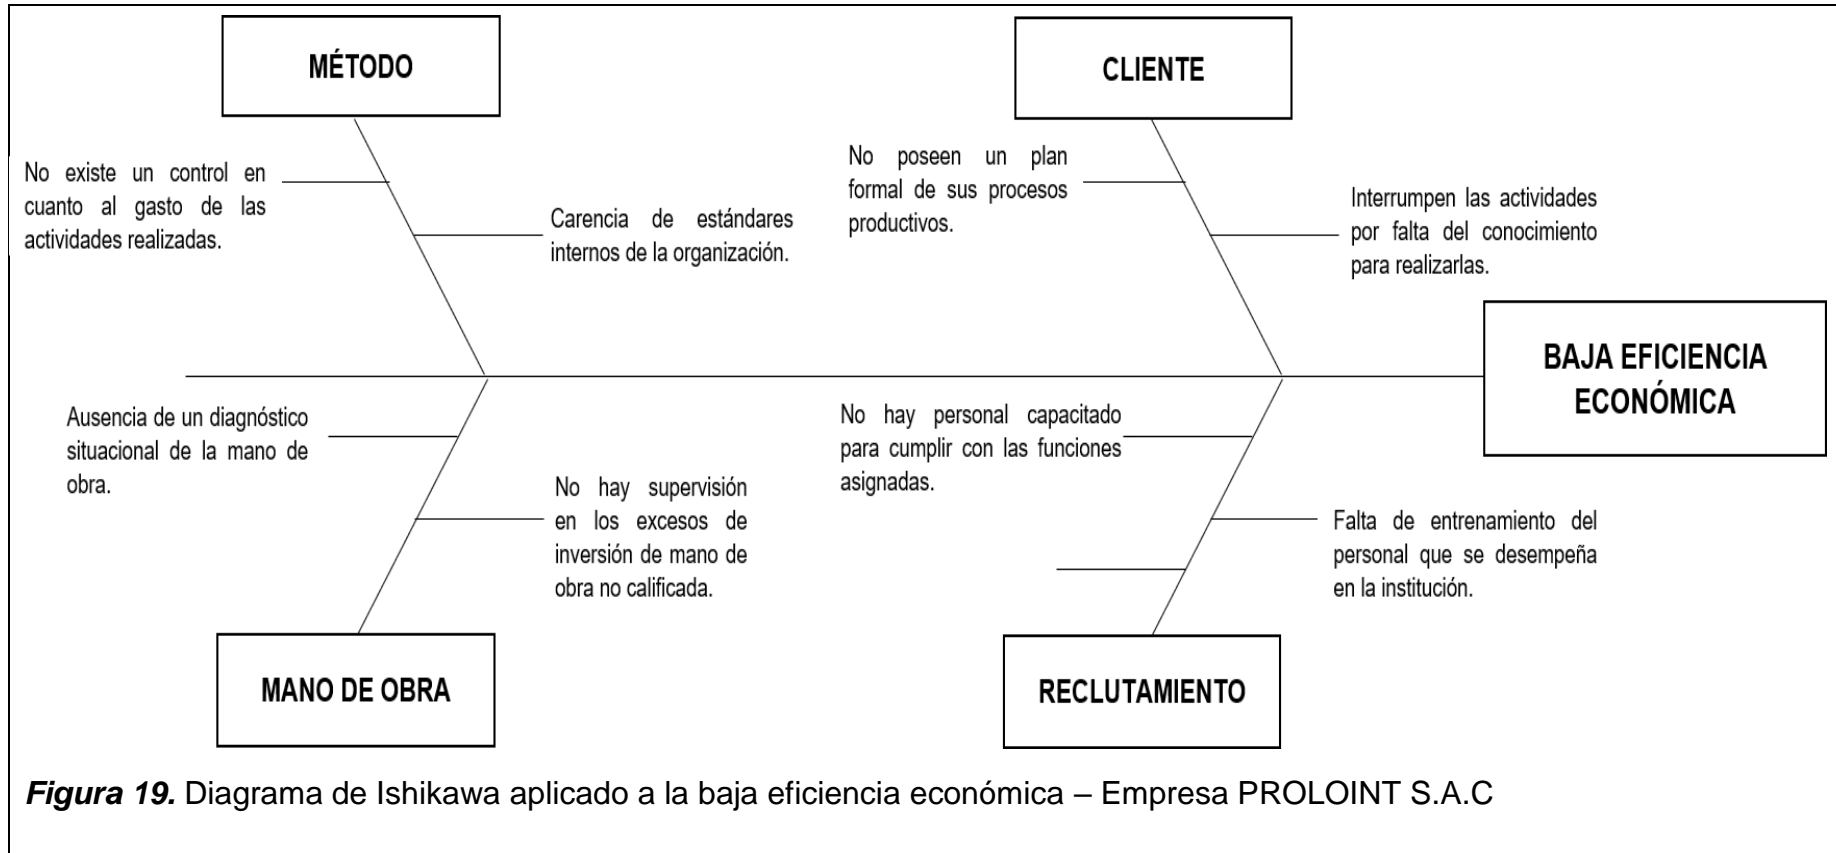 MÉTODO
CLIENTE
No existe un control en
cuanto al gasto de las
actividades realizadas.
Carencia de estándares
internos de la organización.
No poseen un plan
formal de sus procesos
productivos.
Interrumpen las actividades
por falta del conocimiento
para realizarlas.
BAJA EFICIENCIA
ECONÓMICA
Ausencia de un diagnóstico
situacional de la mano de
obra.
No hay supervisión
en los excesos de
inversión de mano de
obra no calificada.
No hay personal capacitado
para cumplir con las funciones
asignadas.
Falta de entrenamiento del
personal que se desempeña
en la institución.
MANO DE OBRA
RECLUTAMIENTO
Figura 19. Diagrama de Ishikawa aplicado a la baja eficiencia económica – Empresa PROLOINT S.A.C